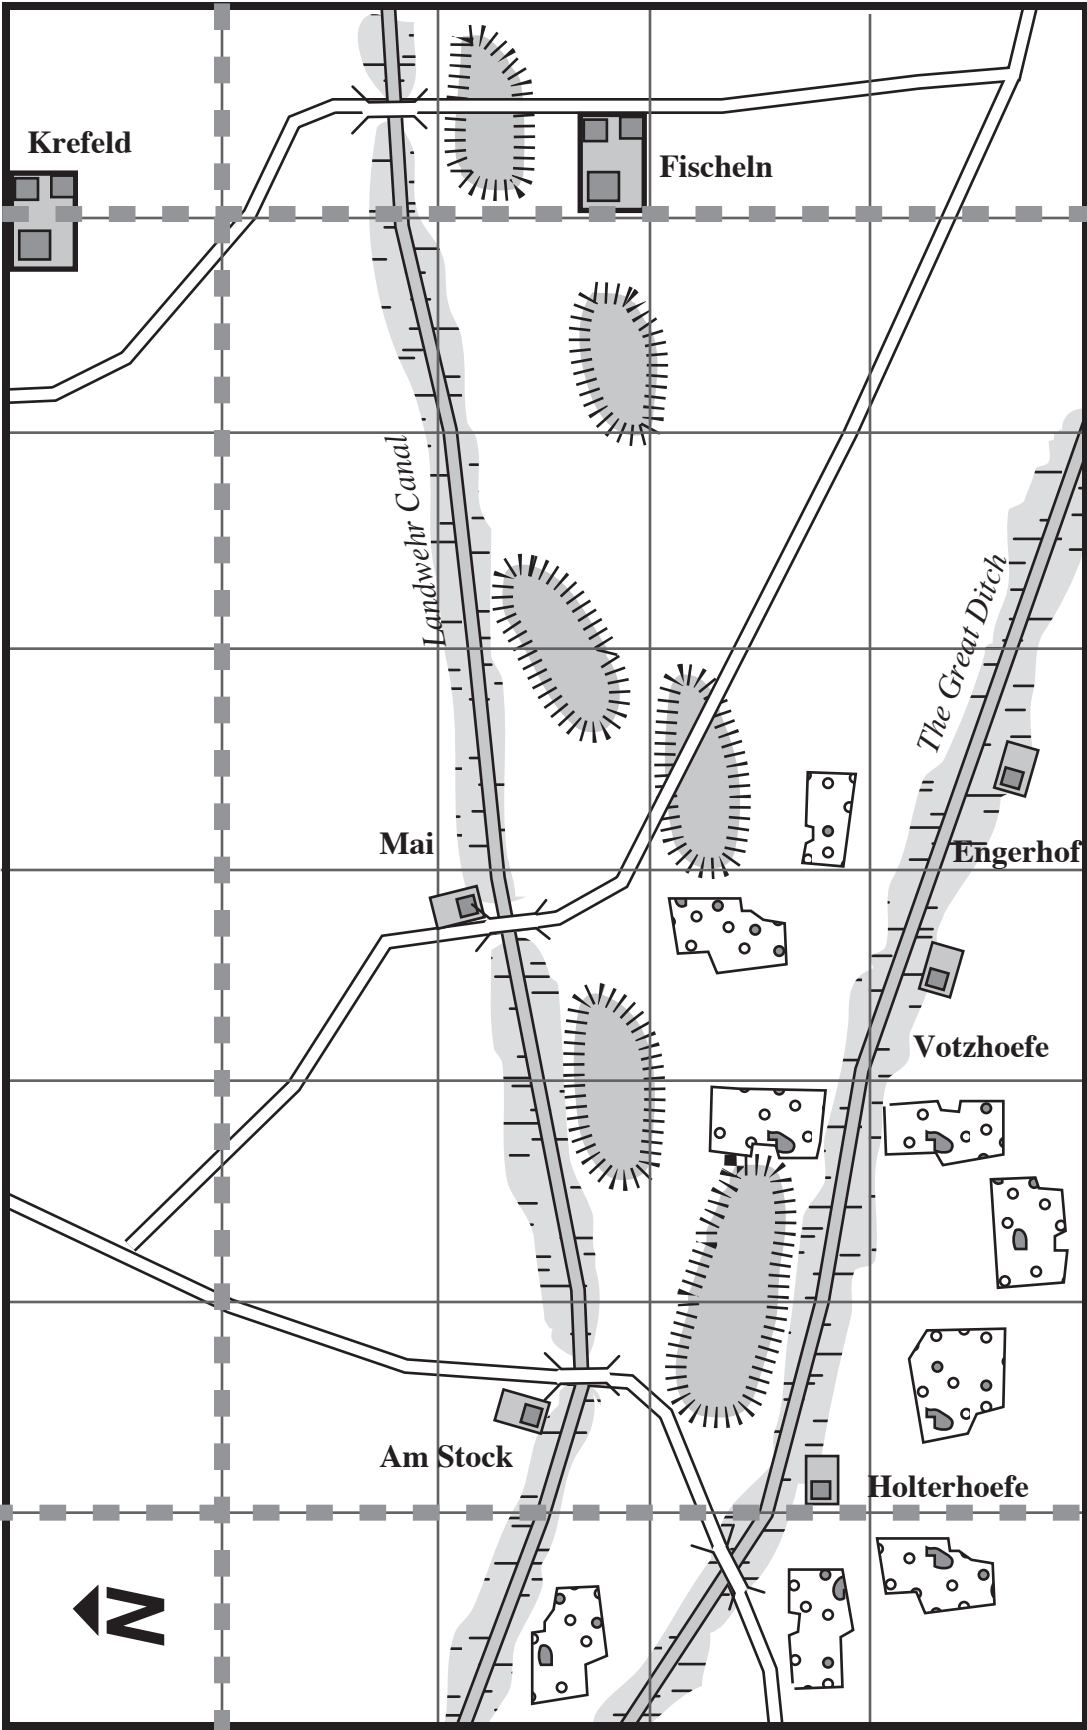 Krefeld
Fischeln
Landwehr Canal
The Great Ditch
Mai
Engerhof
Votzhoefe
Am Stock
Holterhoefe
N